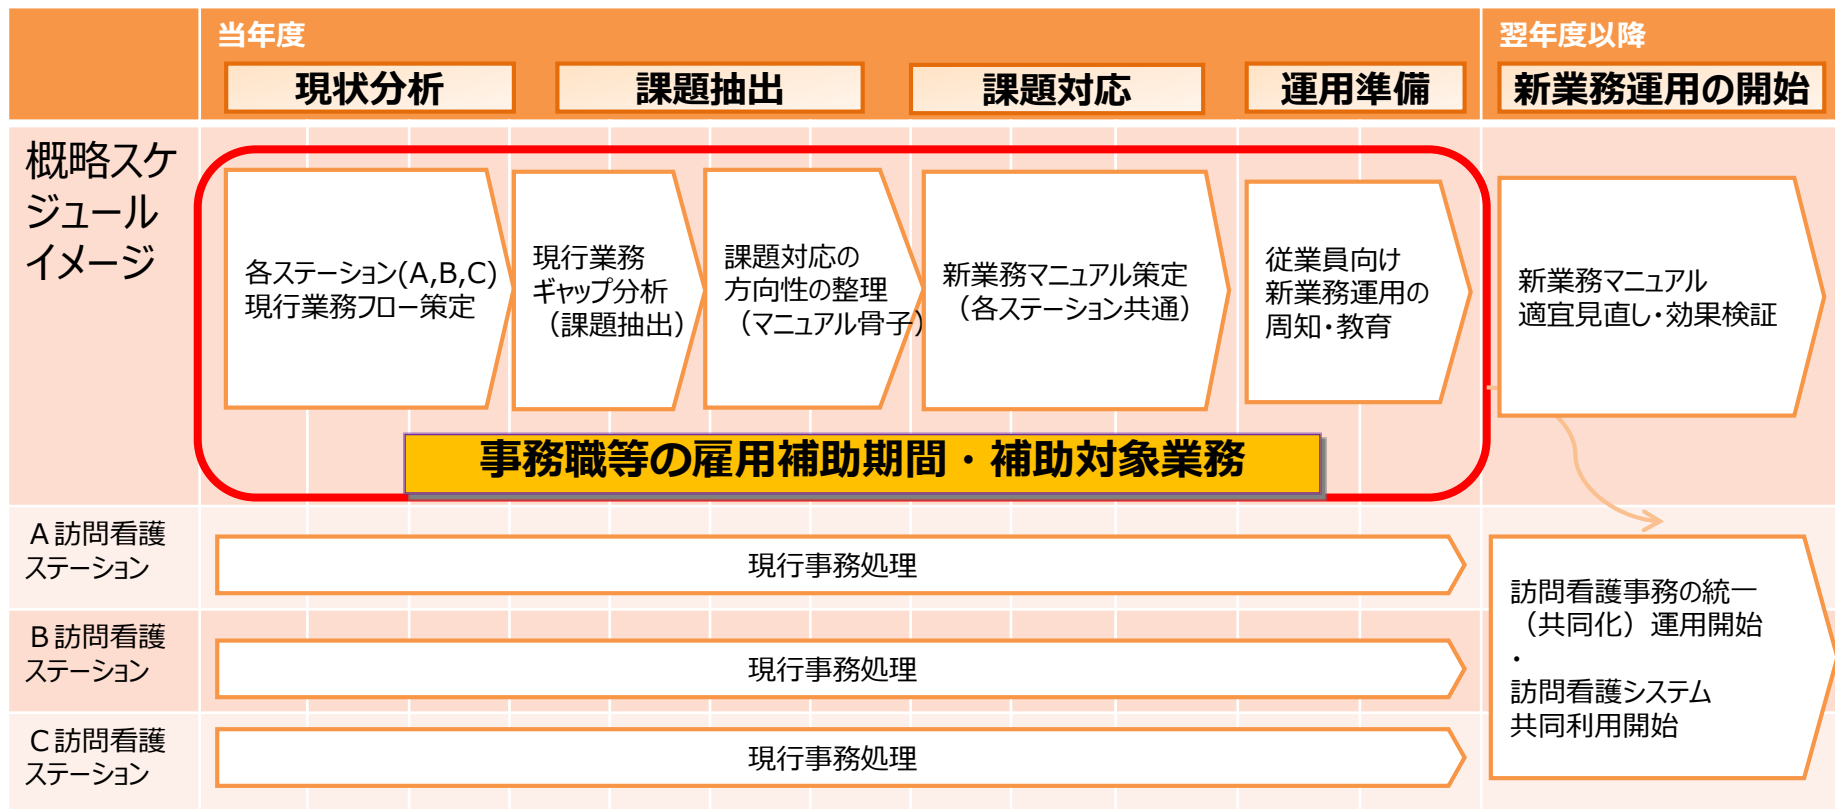 当年度
翌年度以降
現状分析
課題抽出
課題対応
運用準備
新業務運用の開始
概略スケ
ジュール
イメージ
各ステーション(A,B,C)
現行業務フロー策定
現行業務
ギャップ分析
（課題抽出）
課題対応の
方向性の整理
（マニュアル骨子）
新業務マニュアル策定
（各ステーション共通）
従業員向け
新業務運用の
周知・教育
新業務マニュアル
適宜見直し・効果検証
事務職等の雇用補助期間・補助対象業務
A訪問看護
ステーション
現行事務処理
B訪問看護
ステーション
現行事務処理
C訪問看護
ステーション
現行事務処理
訪問看護事務の統一
（共同化）運用開始
・
訪問看護システム
共同利用開始